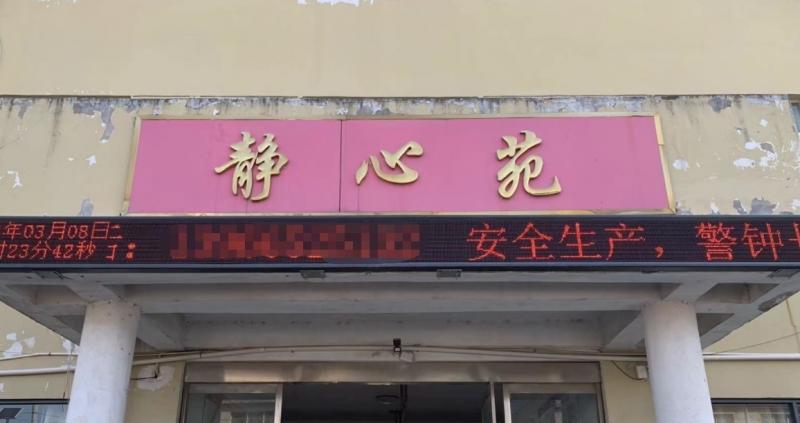 静心苑
年03月08日
23分42秒
安全生产，警钟